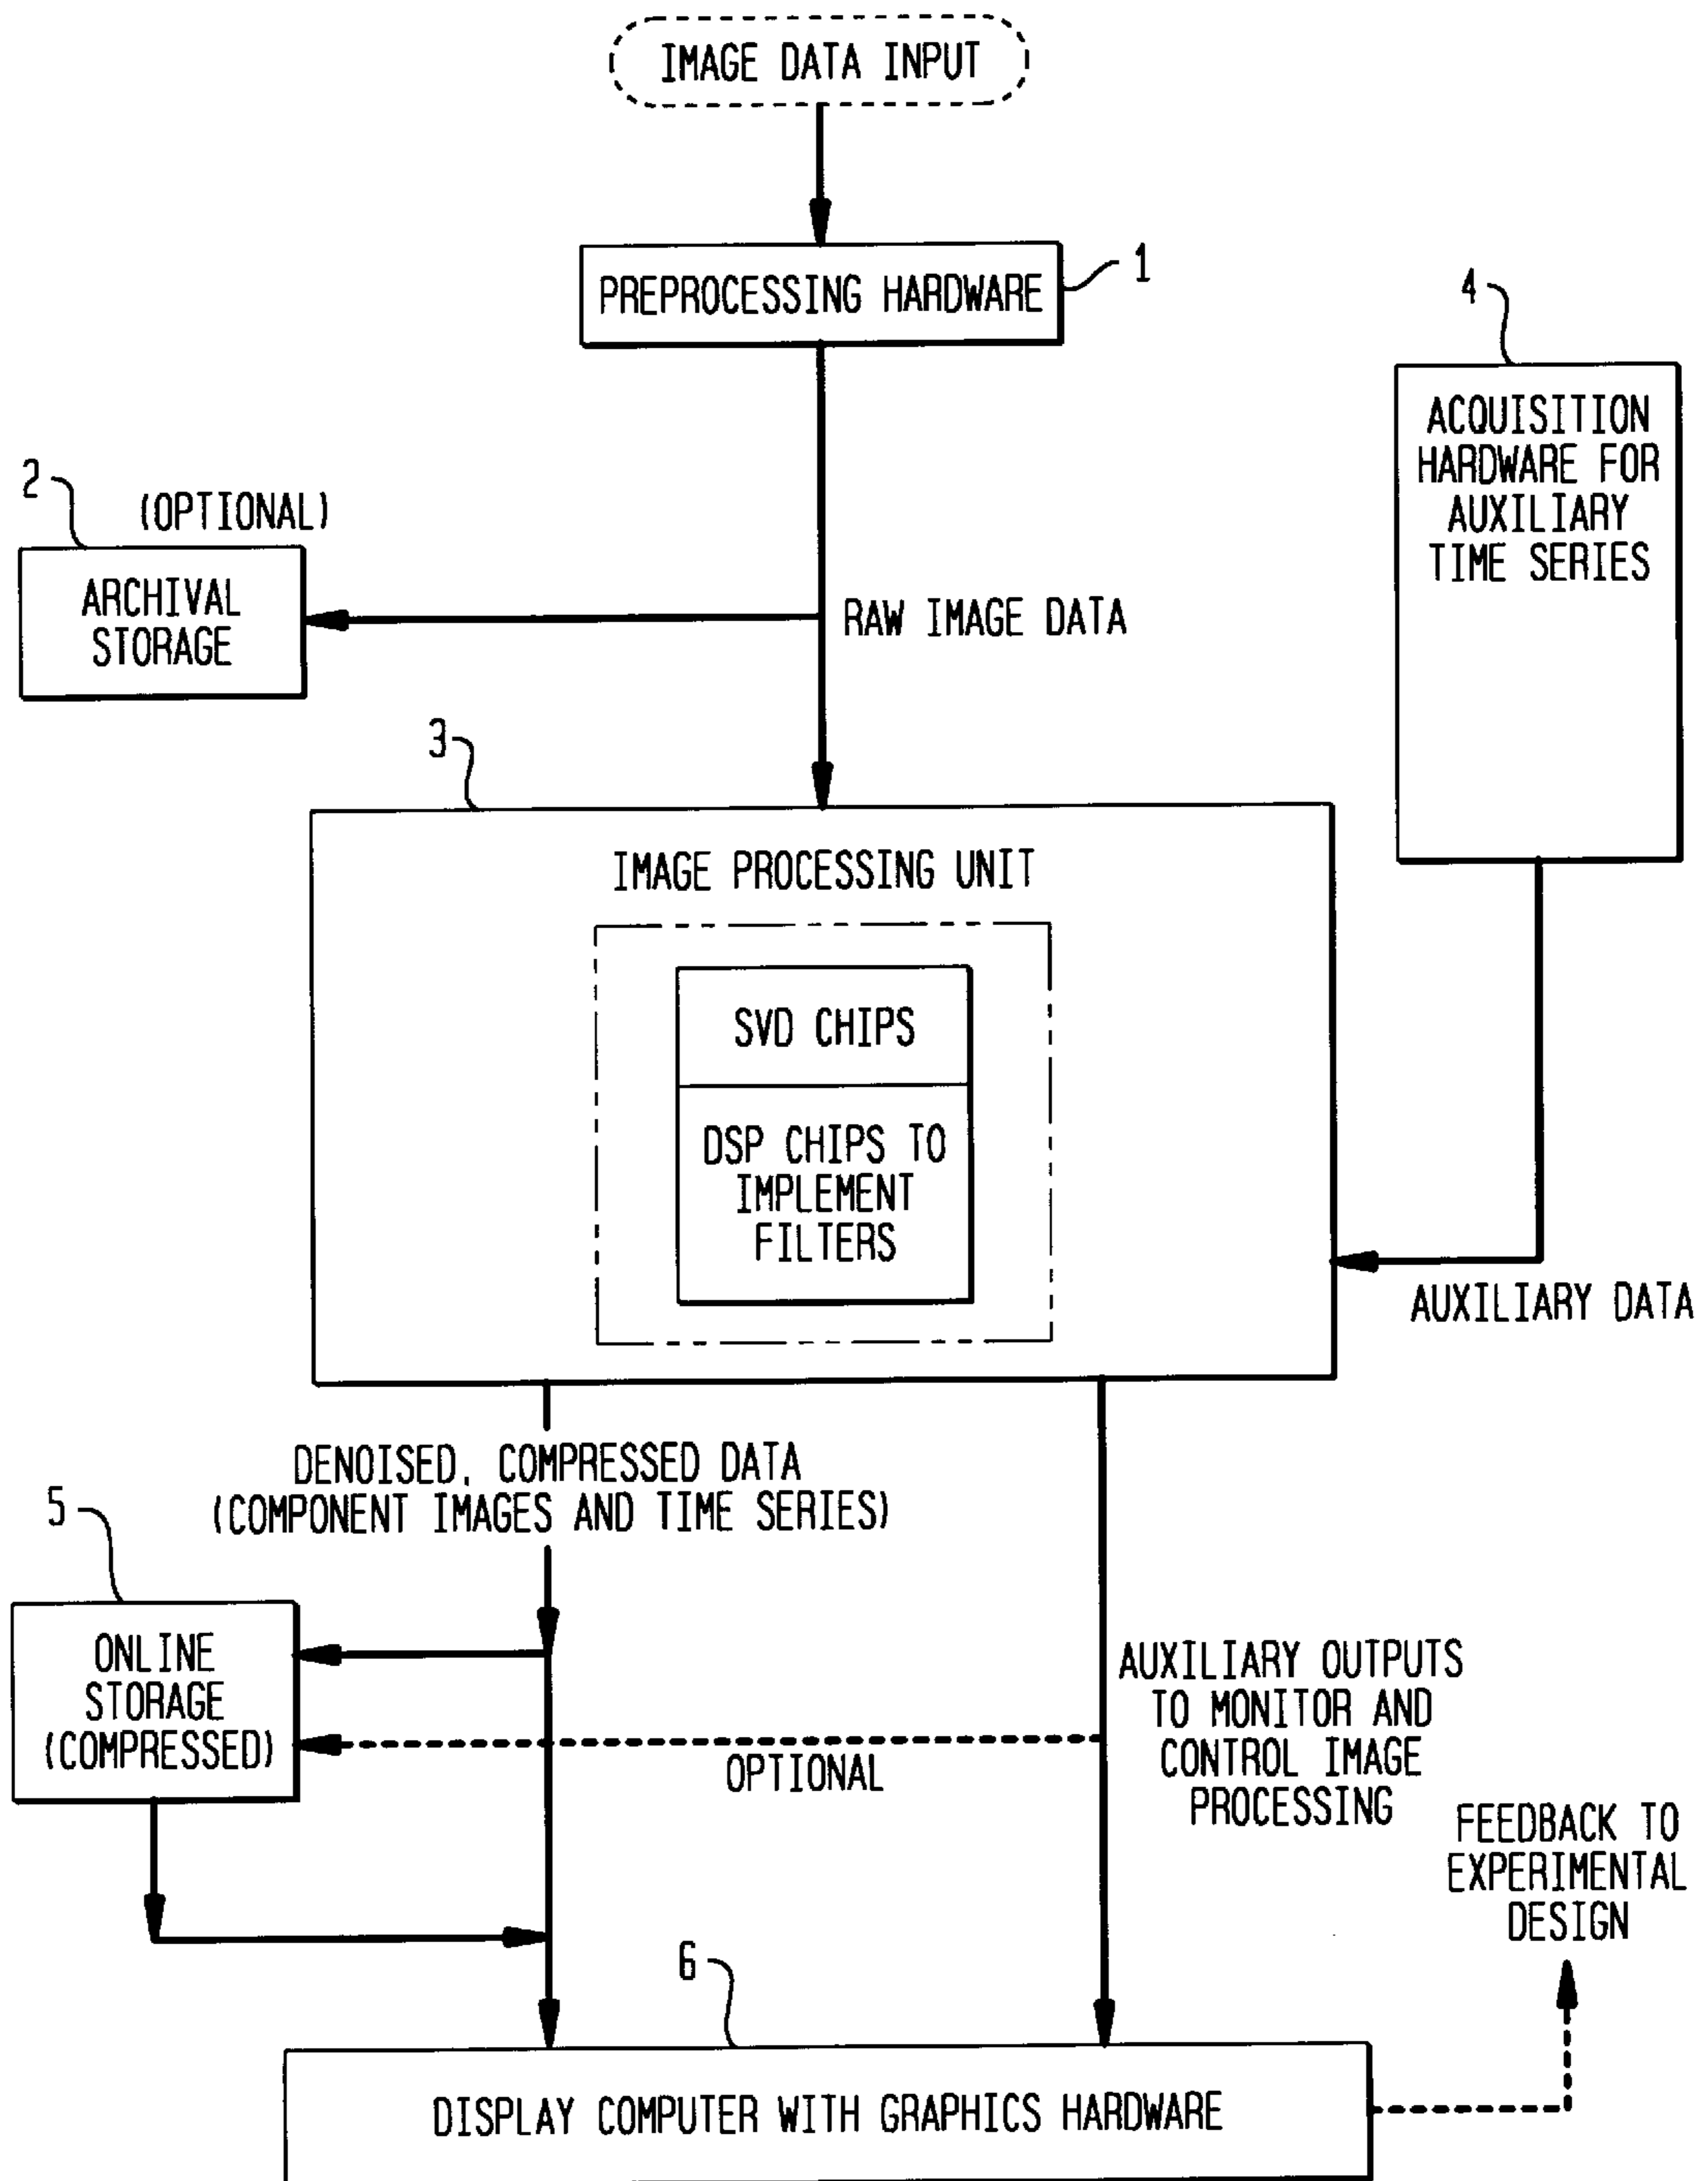 IMAGE DATA INPUT
PREPROCESSING HARDWARE
1
4
ACQUISITION
HARDWARE FOR
AUXILIARY
TIME SERIES
2
(OPTIONAL)
ARCHIVAL
STORAGE
RAW IMAGE DATA
3
IMAGE PROCESSING UNIT
SVD CHIPS
DSP CHIPS TO
IMPLEMENT
FILTERS
AUXILIARY DATA
DENOISED, COMPRESSED DATA
(COMPONENT IMAGES AND TIME SERIES)
5
ONLINE
STORAGE
(COMPRESSED)
OPTIONAL
AUXILIARY OUTPUTS
TO MONITOR AND
CONTROL IMAGE
PROCESSING
FEEDBACK TO
EXPERIMENTAL
DESIGN
6
DISPLAY COMPUTER WITH GRAPHICS HARDWARE